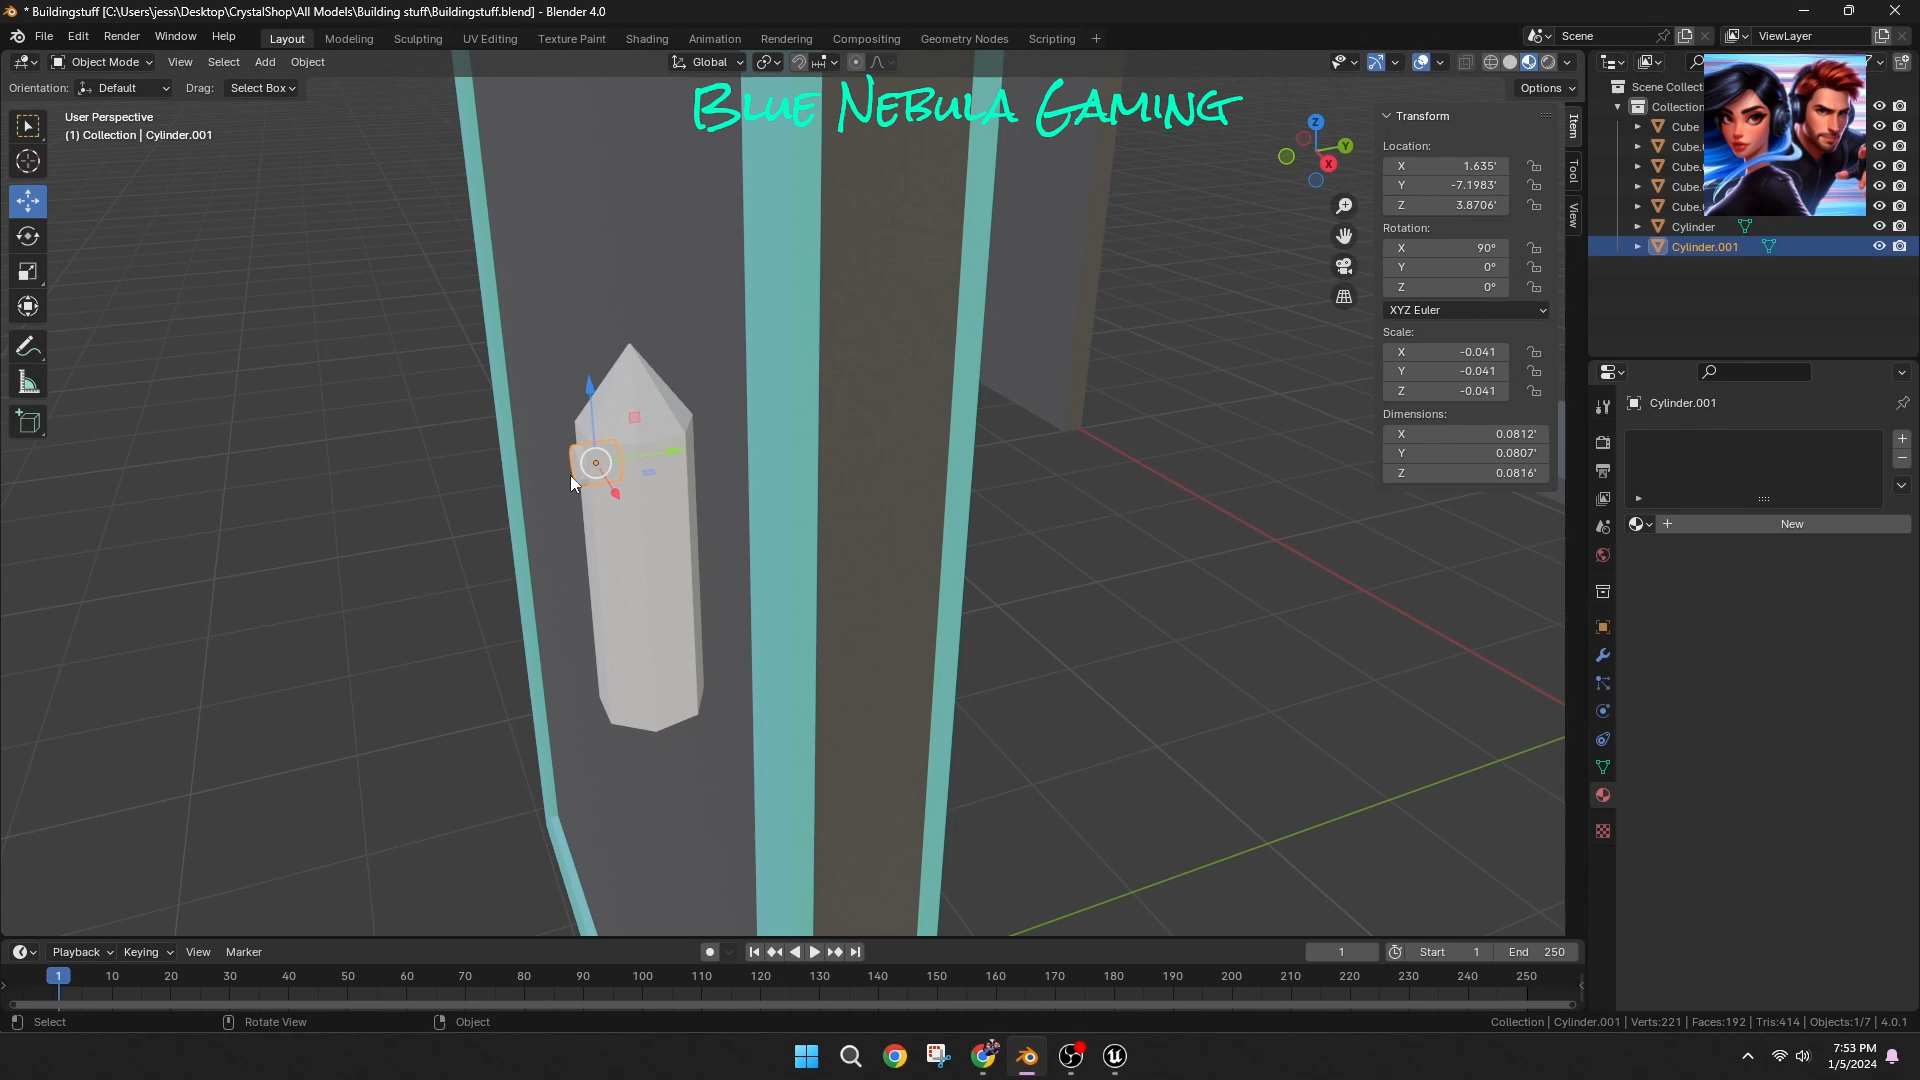 * Buildingstuff [C:\Users\jessi\Desktop\CrystalShop\All Models\Building stuff\Buildingstuff.blend] - Blender 4.0
File Edit Render Window Help Layout Modeling Sculpting UV Editing Texture Paint Shading Animation Rendering Compositing Geometry Nodes Scripting + Scene ViewLayer
Object Mode View Select Add Object Global
Orientation: Default Drag: Select Box Options
Blue Nebula Gaming
User Perspective
(1) Collection | Cylinder.001
Z
Y
X
Transform
Location:
X 1.635'
Y -7.1983'
Z 3.8706'
Rotation:
X 90°
Y 0°
Z 0°
XYZ Euler
Scale:
X -0.041
Y -0.041
Z -0.041
Dimensions:
X 0.0812'
Y 0.0807'
Z 0.0816'
Item
Tool
View
Scene Collect
Collection
Cube
Cube.
Cube.
Cube.
Cube.
Cylinder
Cylinder.001
Cylinder.001
New
Playback Keying View Marker 1 Start 1 End 250
1 10 20 30 40 50 60 70 80 90 100 110 120 130 140 150 160 170 180 190 200 210 220 230 240 250
Select Rotate View Object Collection | Cylinder.001 | Verts:221 | Faces:192 | Tris:414 | Objects:1/7 | 4.0.1
7:53 PM
1/5/2024